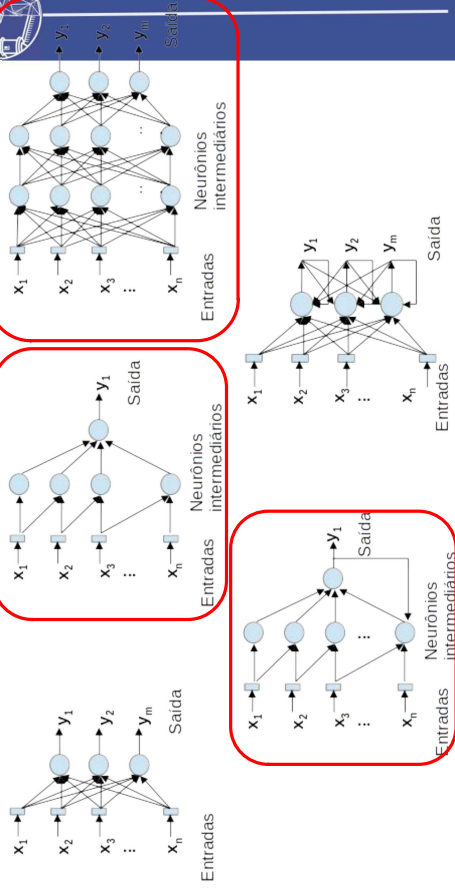 x₁
x₂ y₁
x₃ y₂
⋮ yₘ
xₙ Saída
Entradas
x₁
x₂
x₃ y₁
⋮ Saída
xₙ
Entradas
Neurônios
intermediários
x₁
x₂ y₁
x₃ y₂
⋮ ... ... yₘ
xₙ Saída
Entradas
Neurônios
intermediários
x₁
x₂
x₃ y₁
⋮ ... Saída
xₙ
Entradas
Neurônios
intermediários
x₁
x₂ y₁
x₃ y₂
⋮ yₘ
xₙ
Saída
Entradas